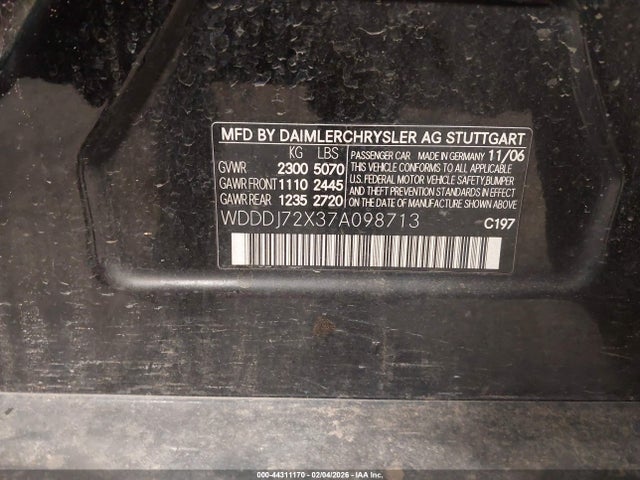 MFD BY DAIMLERCHRYSLER AG STUTTGART
KG LBS
GVWR 2300 5070
GAWR FRONT 1110 2445
GAWR REAR 1235 2720
PASSENGER CAR MADE IN GERMANY 11/06
THIS VEHICLE CONFORMS TO ALL APPLICABLE
U.S. FEDERAL MOTOR VEHICLE SAFETY,BUMPER
AND THEFT PREVENTION STANDARDS IN EFFECT
ON THE DATE OF MANUFACTURE SHOWN ABOVE
WDDDJ72X37A098713
C197
000-44311170 - 02/04/2026 - IAA Inc.